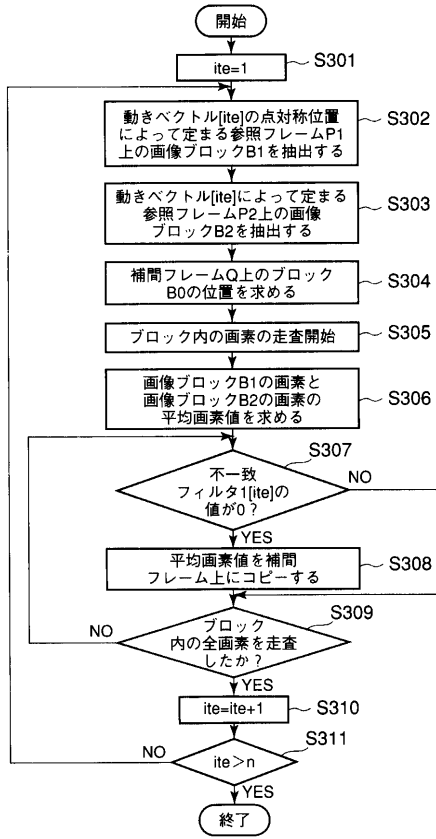 開始
ite=1
S301
動きベクトル[ite]の点対称位置
によって定まる参照フレームP1
上の画像ブロックB1を抽出する
S302
動きベクトル[ite]によって定まる
参照フレームP2上の画像
ブロックB2を抽出する
S303
補間フレームQ上のブロック
B0の位置を求める
S304
ブロック内の画素の走査開始
S305
画像ブロックB1の画素と
画像ブロックB2の画素の
平均画素値を求める
S306
S307
不一致
フィルタ1[ite]の
値が0?
NO
YES
平均画素値を補間
フレーム上にコピーする
S308
S309
ブロック
内の全画素を走査
したか?
NO
YES
ite=ite+1
S310
S311
ite>n
NO
YES
終了